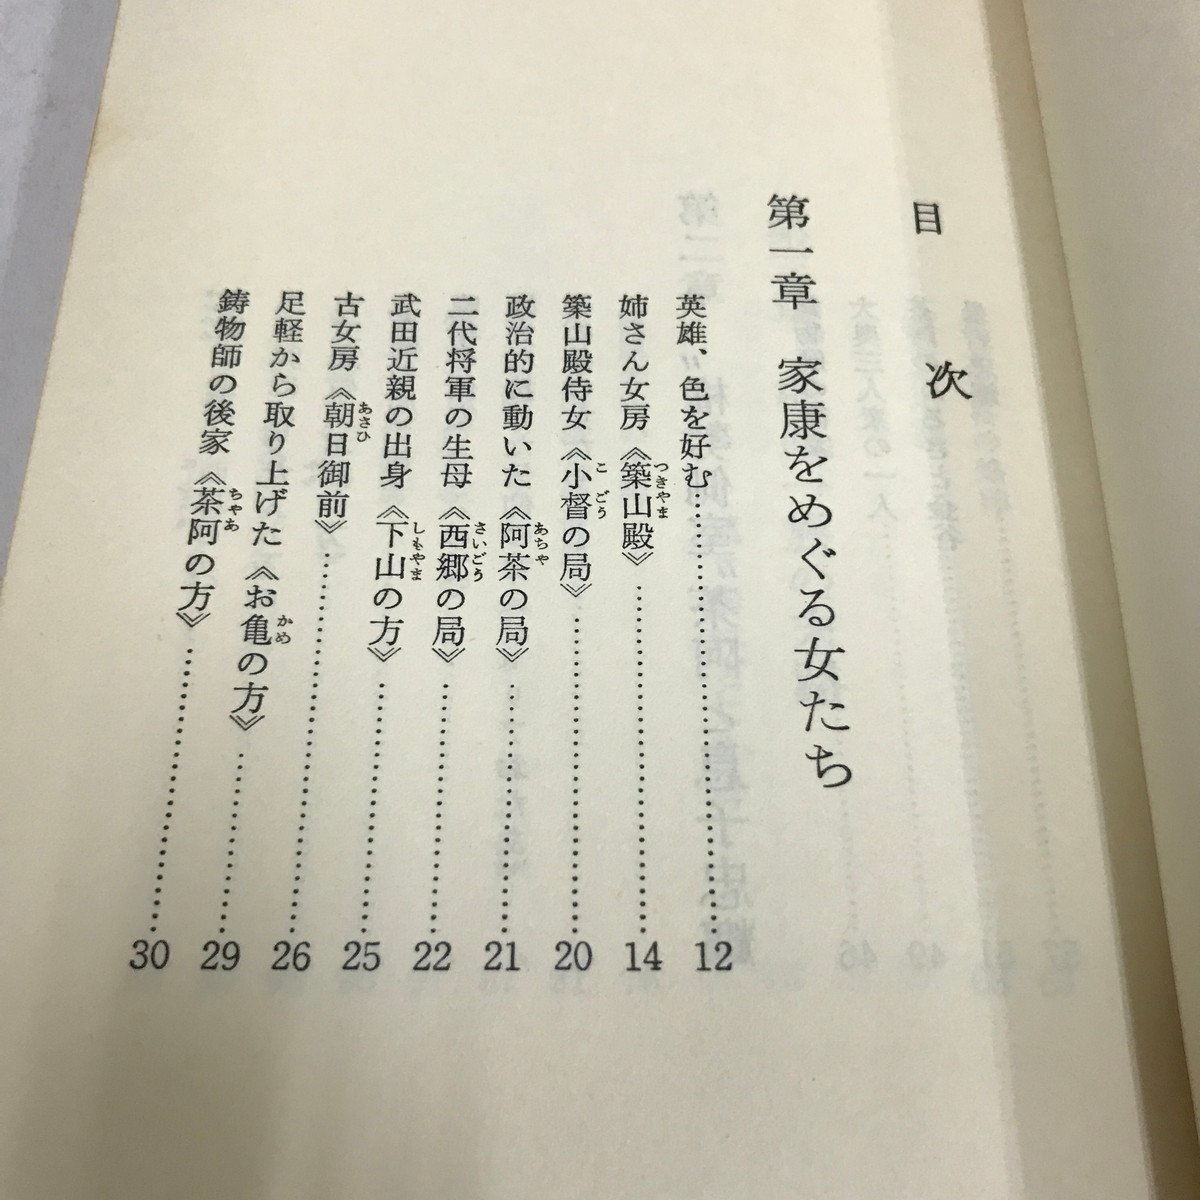 目次
第一章 家康をめぐる女たち
英雄、色を好む……12
姉さん女房《築山殿》……14
築山殿侍女《小督の局》……20
政治的に動いた《阿茶の局》……21
二代将軍の生母《西郷の局》……22
武田近親の出身《下山の方》……25
古女房《朝日御前》……26
足軽から取り上げた《お亀の方》……29
鋳物師の後家《茶阿の方》……30